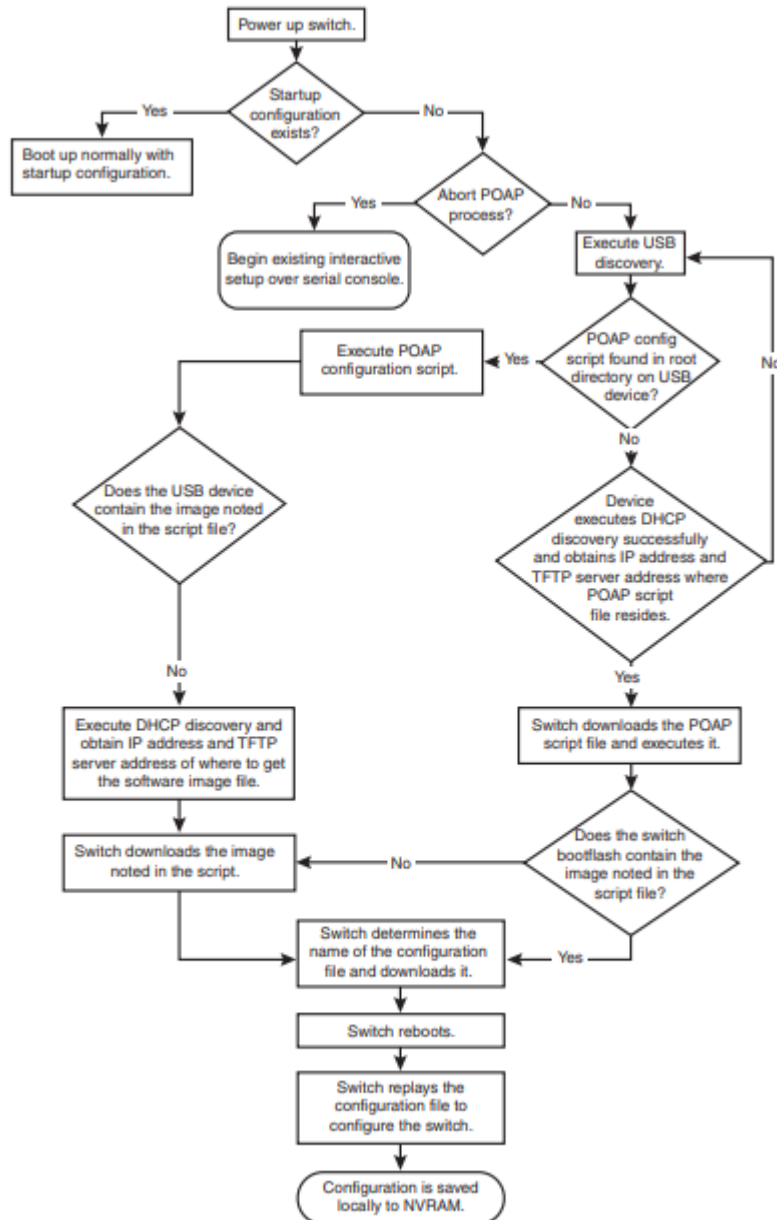 Power up switch.
Startup
configuration
exists?
Yes
No
Boot up normally with
startup configuration.
Abort POAP
process?
Yes
No
Begin existing interactive
setup over serial console.
Execute USB
discovery.
Execute POAP
configuration script.
Yes
POAP config
script found in root
directory on USB
device?
No
No
Does the USB device
contain the image noted
in the script file?
Device
executes DHCP
discovery successfully
and obtains IP address and
TFTP server address where
POAP script
file resides.
No
Yes
Execute DHCP discovery and
obtain IP address and TFTP
server address of where to get
the software image file.
Switch downloads the POAP
script file and executes it.
Switch downloads the image
noted in the script.
No
Does the switch
bootflash contain the
image noted in the
script file?
Switch determines the
name of the configuration
file and downloads it.
Yes
Switch reboots.
Switch replays the
configuration file to
configure the switch.
Configuration is saved
locally to NVRAM.